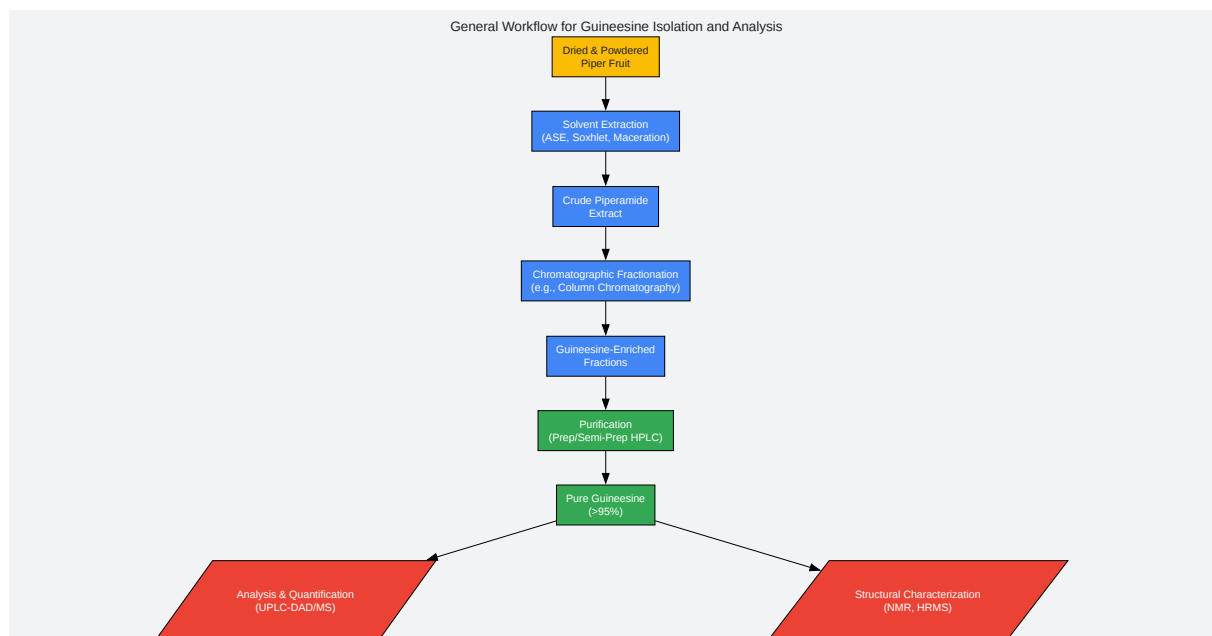 General Workflow for Guineesine Isolation and Analysis
Dried & Powdered
Piper Fruit
Solvent Extraction
(ASE, Soxhlet, Maceration)
Crude Piperamide
Extract
Chromatographic Fractionation
(e.g., Column Chromatography)
Guineesine-Enriched
Fractions
Purification
(Prep/Semi-Prep HPLC)
Pure Guineesine
(>95%)
Analysis & Quantification
(UPLC-DAD/MS)
Structural Characterization
(NMR, HRMS)